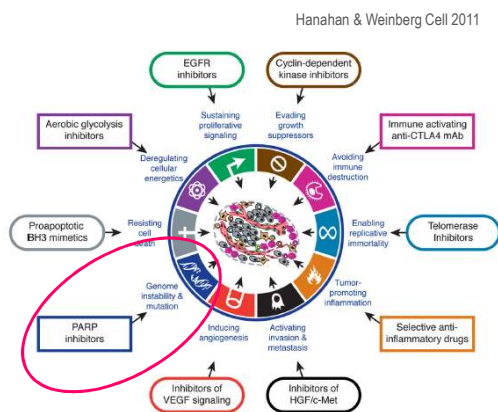 Hanahan & Weinberg Cell 2011
EGFR
inhibitors
Cyclin-dependent
kinase inhibitors
Sustaining
proliferative
signaling
Evading
growth
suppressors
Aerobic glycolysis
inhibitors
Immune activating
anti-CTLA4 mAb
Deregulating
cellular
energetics
Avoiding
immune
destruction
Proapoptotic
BH3 mimetics
Resisting
cell
death
Enabling
replicative
immortality
Telomerase
Inhibitors
Genome
instability &
mutation
Tumor-
promoting
inflammation
PARP
inhibitors
Selective anti-
inflammatory drugs
Inducing
angiogenesis
Activating
invasion &
metastasis
Inhibitors of
VEGF signaling
Inhibitors of
HGF/c-Met